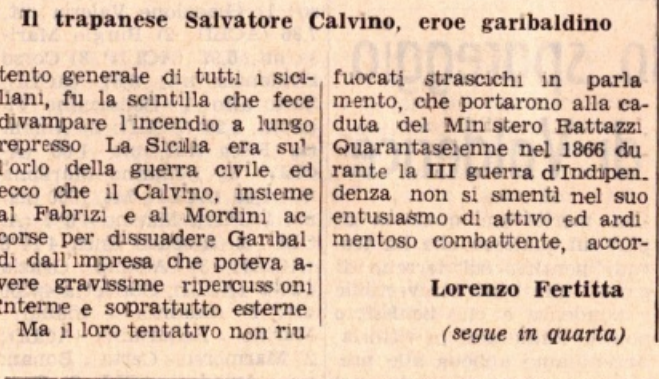 Il trapanese Salvatore Calvino, eroe garibaldino
tento generale di tutti i sici-
liani, fu la scintilla che fece
divampare l'incendio a lungo
represso La Sicilia era sul-
l'orlo della guerra civile ed
ecco che il Calvino, insieme
al Fabrizi e al Mordini ac
corse per dissuadere Garibal
di dall'impresa che poteva a-
vere gravissime ripercuss oni
interne e soprattutto esterne
Ma il loro tentativo non riu
fuocati strascichi in parla
mento, che portarono alla ca-
duta del Min stero Rattazzi
Quarantaseienne nel 1866 du
rante la III guerra d'Indipen-
denza non si smentì nel suo
entusiasmo di attivo ed ardi
mentoso combattente, accor-
Lorenzo Fertitta
(segue in quarta)